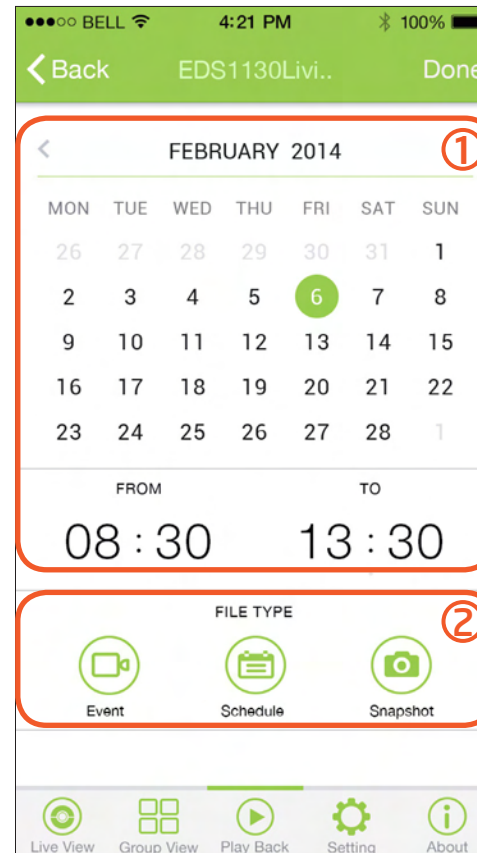 BELL 4:21 PM 100%
Back EDS1130Livi.. Done
FEBRUARY 2014 ①
MON TUE WED THU FRI SAT SUN
26 27 28 29 30 31 1
2 3 4 5 6 7 8
9 10 11 12 13 14 15
16 17 18 19 20 21 22
23 24 25 26 27 28 1
FROM TO
08 : 30 13 : 30
FILE TYPE ②
Event Schedule Snapshot
Live View Group View Play Back Setting About